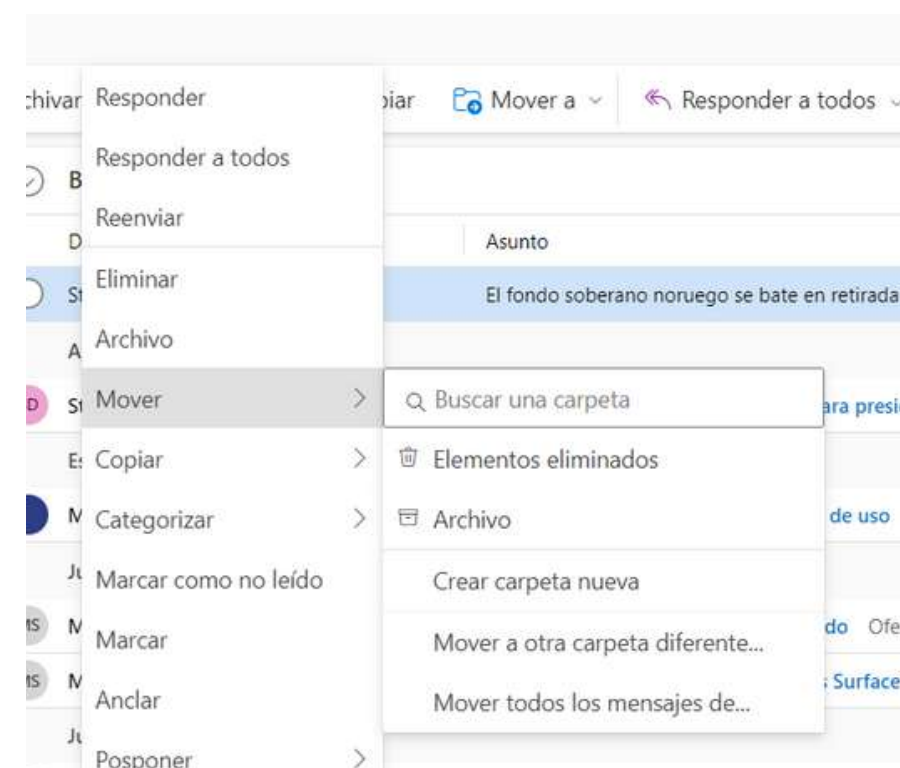 Responder
Mover a
Responder a todos
Responder a todos
Reenviar
Asunto
Eliminar
El fondo soberano noruego se bate en retirada
Archivo
Mover
Buscar una carpeta
Copiar
Elementos eliminados
Categorizar
Archivo
de uso
Marcar como no leído
Crear carpeta nueva
Marcar
Mover a otra carpeta diferente...
Anclar
Mover todos los mensajes de...
Surface
Posponer